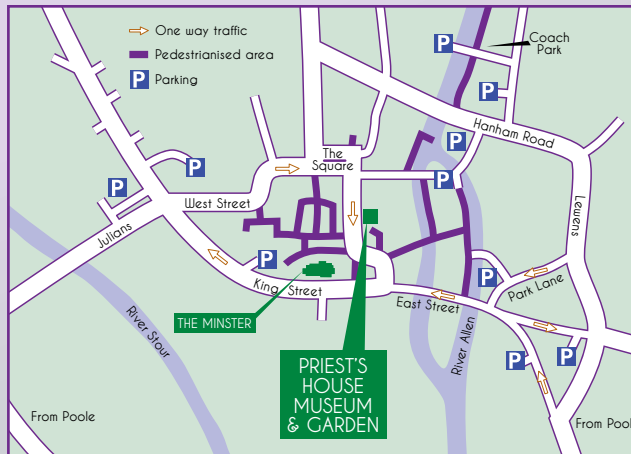 One way traffic
Pedestrianised area
P Parking
P
Coach
Park
P
P
Hanham Road
The
Square
P
P
P
West Street
Lewens
Julians
P
King Street
THE MINSTER
East Street
P
Park Lane
River Stour
River Allen
PRIEST'S
HOUSE
MUSEUM
& GARDEN
P
P
From Poole
From Pool